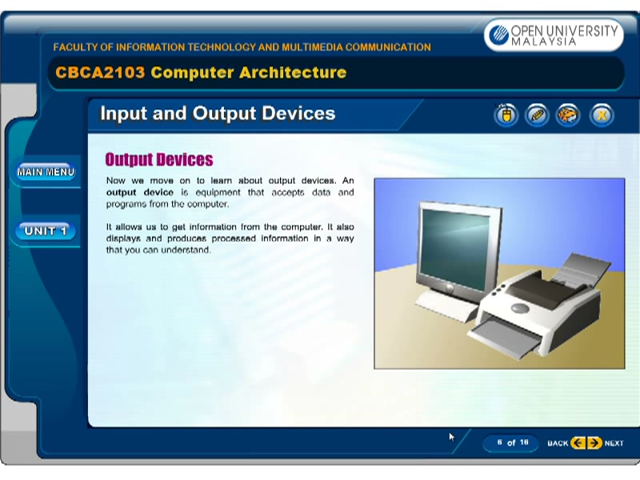 OPEN UNIVERSITY
MALAYSIA
FACULTY OF INFORMATION TECHNOLOGY AND MULTIMEDIA COMMUNICATION
CBCA2103 Computer Architecture
Input and Output Devices
MAIN MENU
UNIT 1
Output Devices
Now we move on to learn about output devices. An
output device is equipment that accepts data and
programs from the computer.
It allows us to get information from the computer. It also
displays and produces processed information in a way
that you can understand.
6 of 16 BACK NEXT